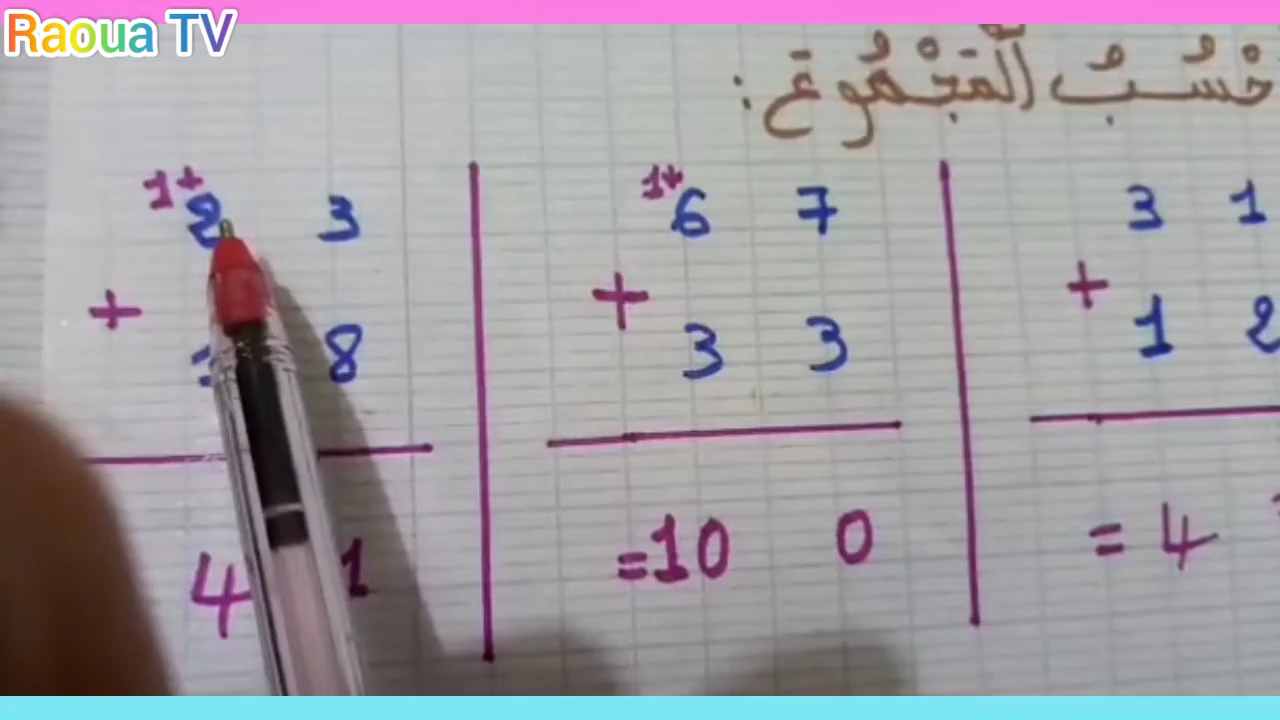 Raoua TV
حْسُبُ اَلْمَجْمُوعَ :
1+ 1+
2 3 6 7 3 1
+ + +
8 3 3 1 2
4 1 =10 0 = 4